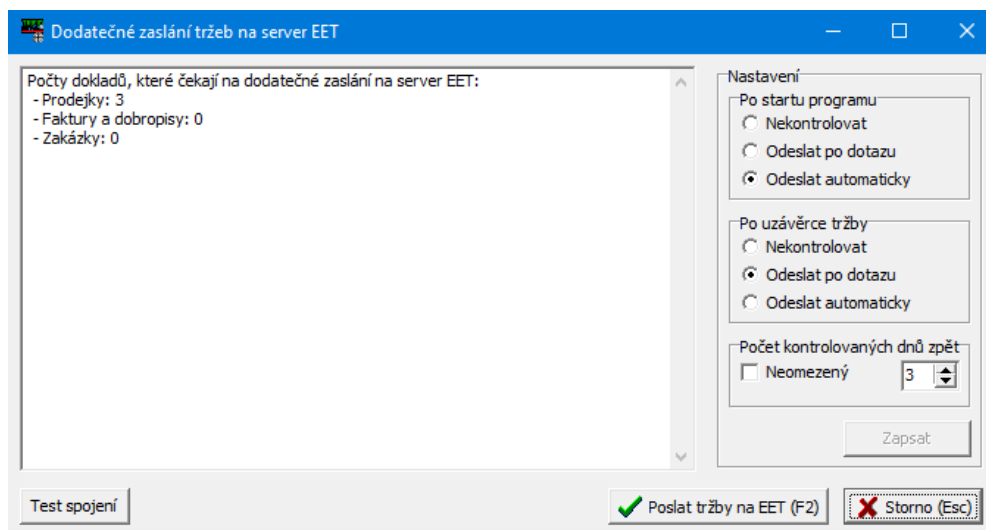 Dodatečné zaslání tržeb na server EET
Počty dokladů, které čekají na dodatečné zaslání na server EET:
- Prodejky: 3
- Faktury a dobropisy: 0
- Zakázky: 0
Nastavení
Po startu programu
Nekontrolovat
Odeslat po dotazu
Odeslat automaticky
Po uzávěrce tržby
Nekontrolovat
Odeslat po dotazu
Odeslat automaticky
Počet kontrolovaných dnů zpět
Neomezený 3
Zapsat
Test spojení
Poslat tržby na EET (F2)
Storno (Esc)